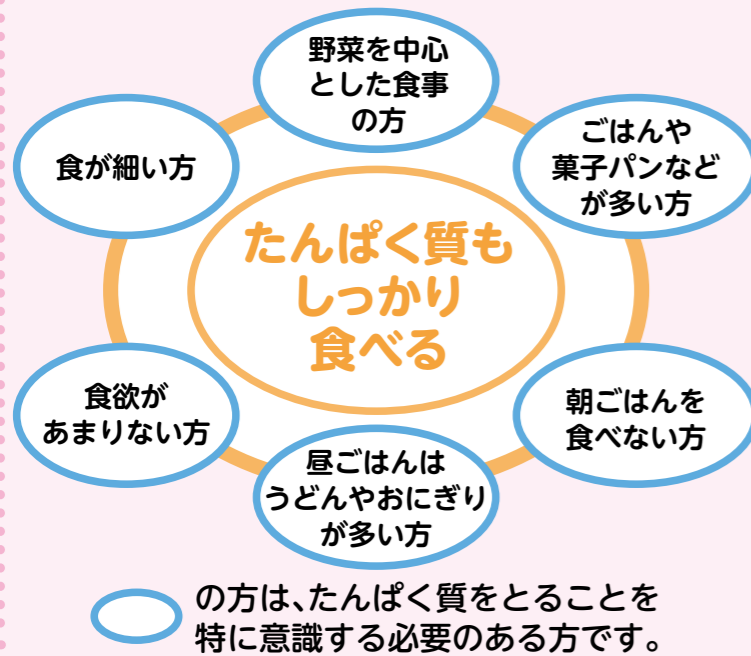 野菜を中心
とした食事
の方
食が細い方
ごはんや
菓子パンなど
が多い方
たんぱく質も
しっかり
食べる
食欲が
あまりない方
朝ごはんを
食べない方
昼ごはんは
うどんやおにぎり
が多い方
の方は、たんぱく質をとることを
特に意識する必要のある方です。